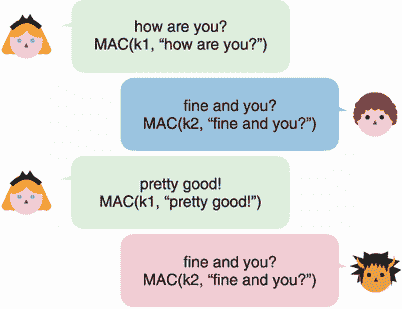 how are you?
MAC(k1, “how are you?”)
fine and you?
MAC(k2, “fine and you?”)
pretty good!
MAC(k1, “pretty good!”)
fine and you?
MAC(k2, “fine and you?”)